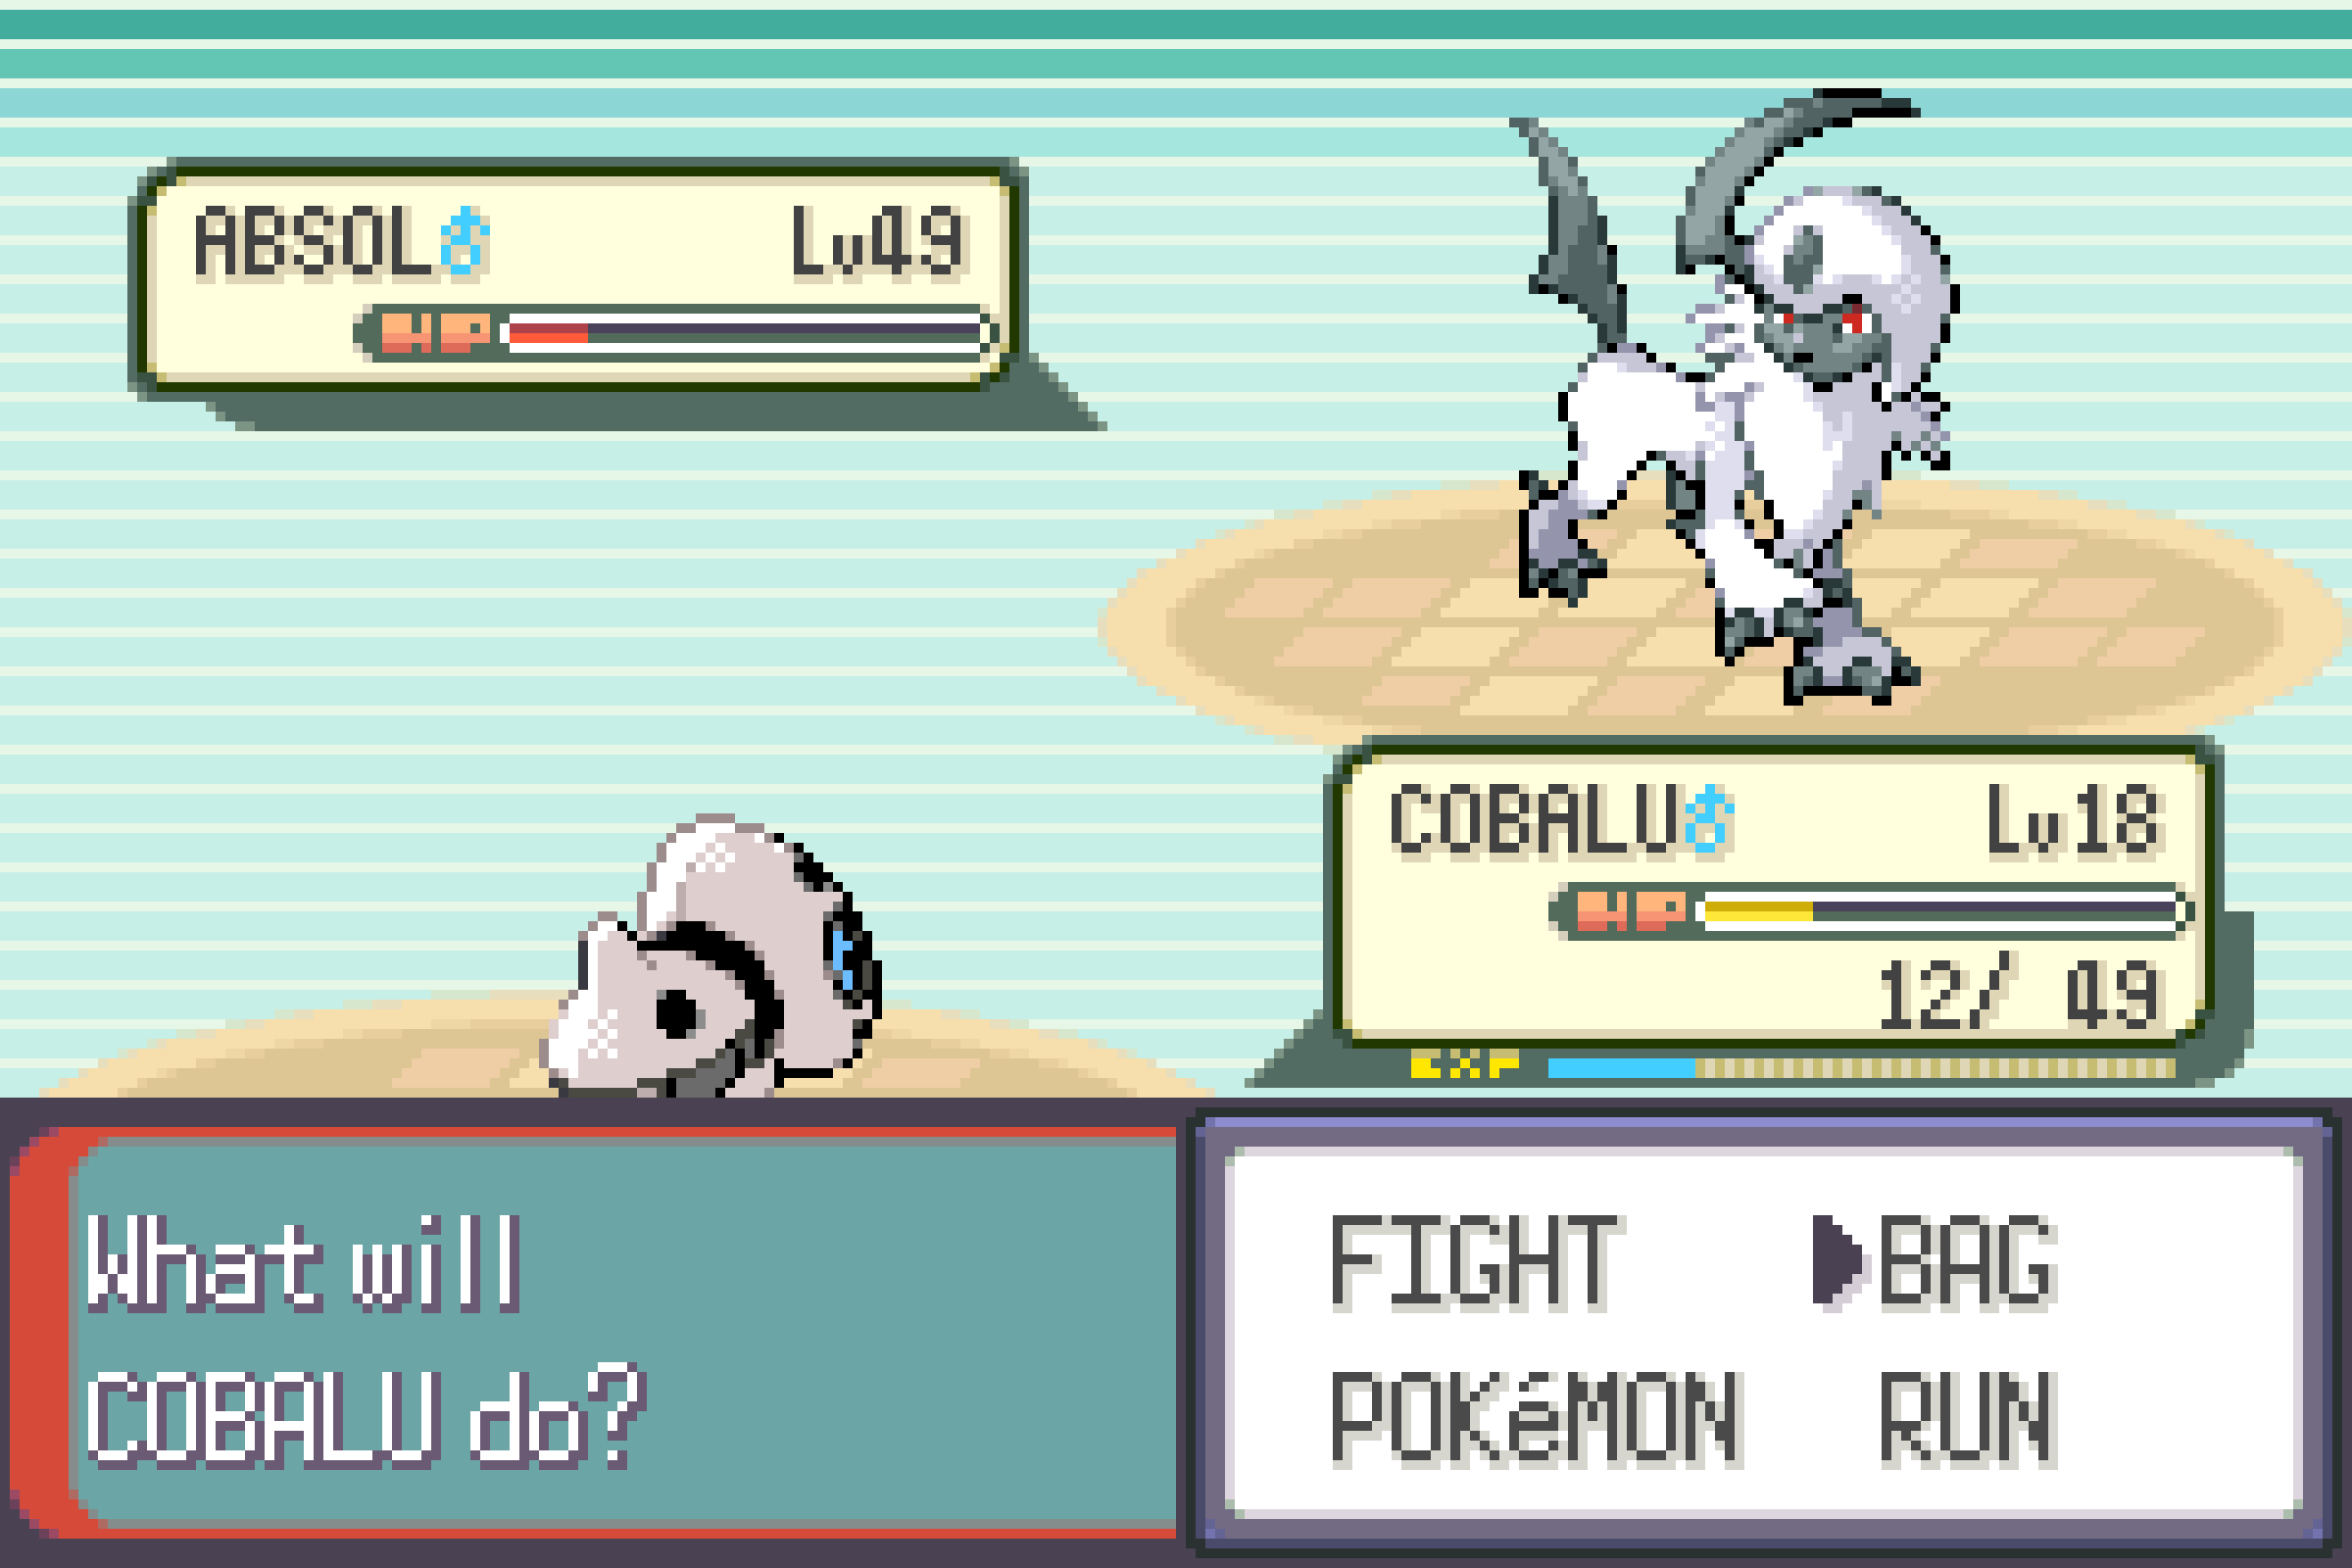 ABSOL♂ Lv49
HP
COBALU♂ Lv18
HP
12/ 49
EXP
What will
COBALU do?
FIGHT ▶BAG
POKéMON RUN